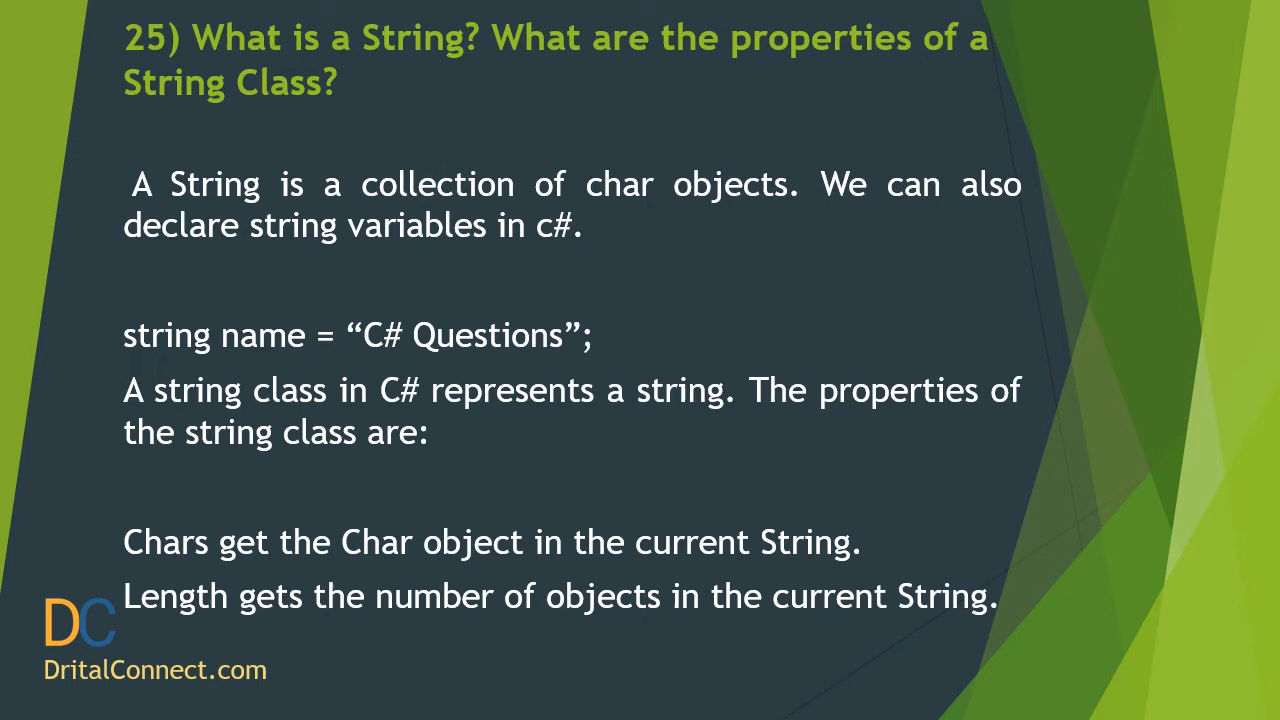 25) What is a String? What are the properties of a
String Class?
A String is a collection of char objects. We can also
declare string variables in c#.
string name = “C# Questions”;
A string class in C# represents a string. The properties of
the string class are:
Chars get the Char object in the current String.
Length gets the number of objects in the current String.
DC
DritalConnect.com